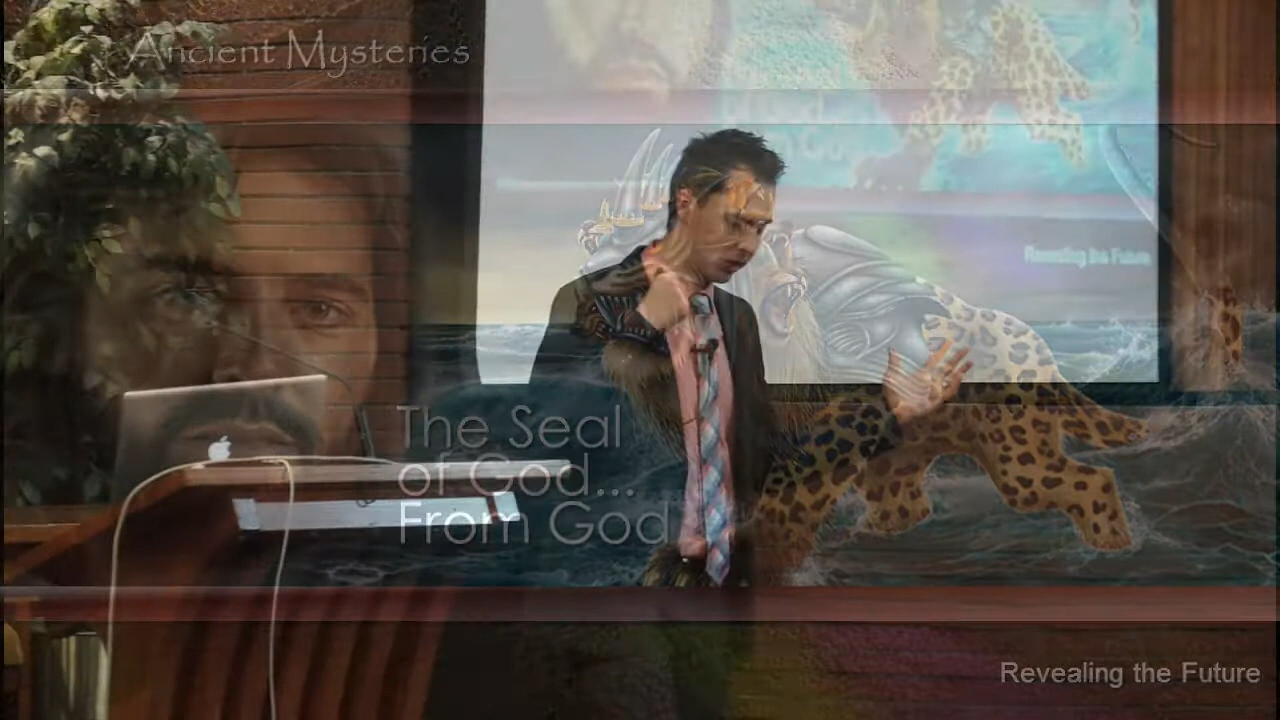 Ancient Mysteries
Revealing the Future
The Seal
of God...
From God
Revealing the Future